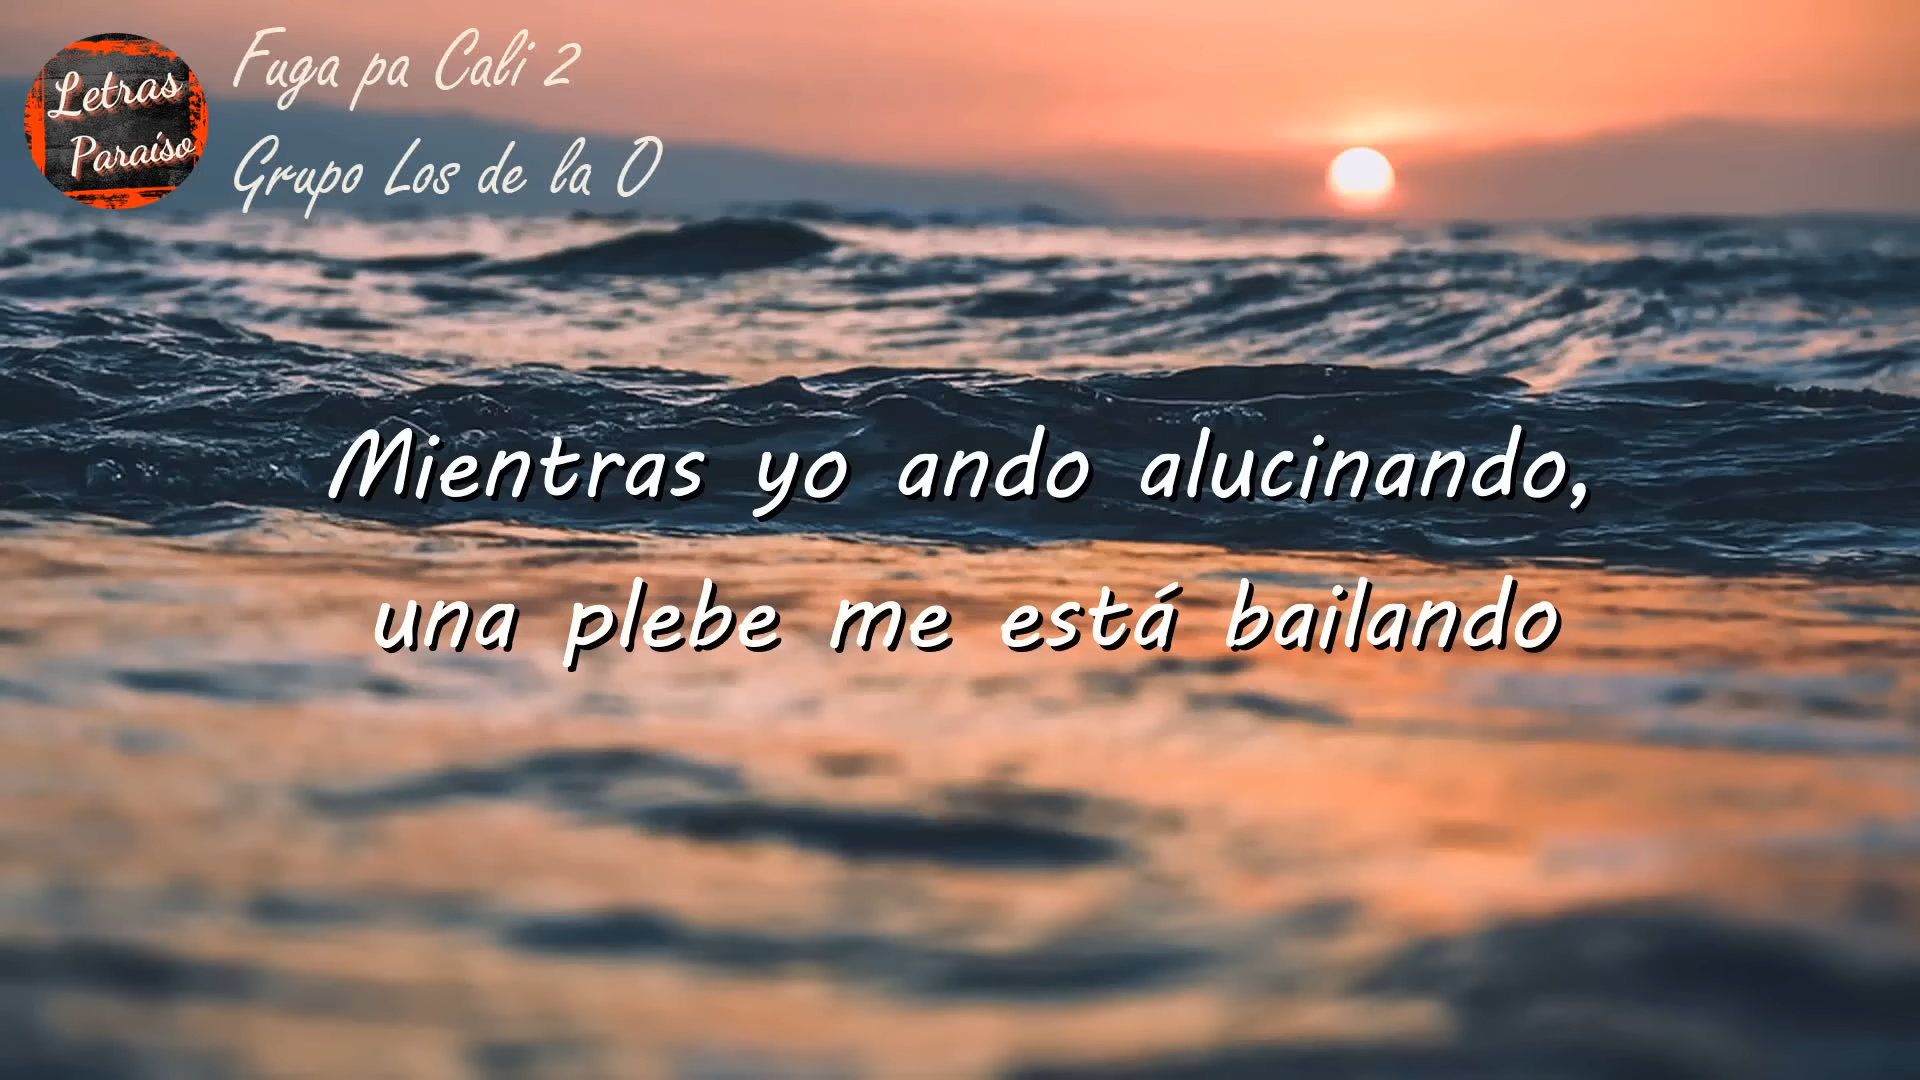 Letras
Paraíso
Fuga pa Cali 2
Grupo Los de la O
Mientras yo ando alucinando,
una plebe me está bailando